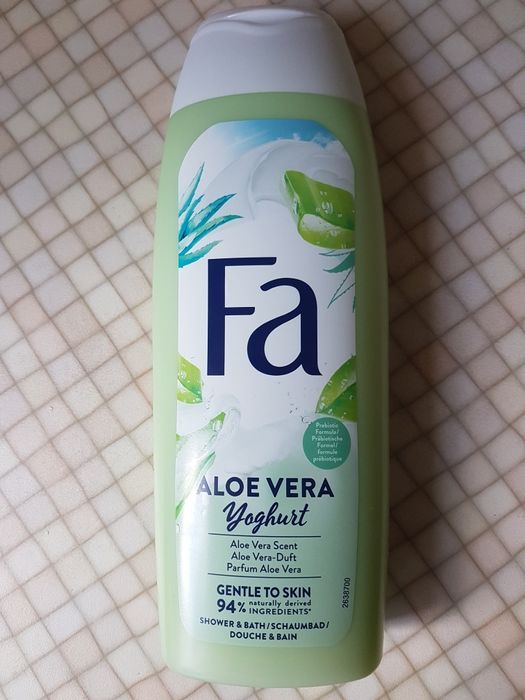 Fa
Prebiotic
Formula/
Präbiotische
Formel/
formule
prébiotique
ALOE VERA
Yoghurt
Aloe Vera Scent
Aloe Vera-Duft
Parfum Aloe Vera
GENTLE TO SKIN
94% naturally derived
INGREDIENTS*
SHOWER & BATH/SCHAUMBAD/
DOUCHE & BAIN
2638700